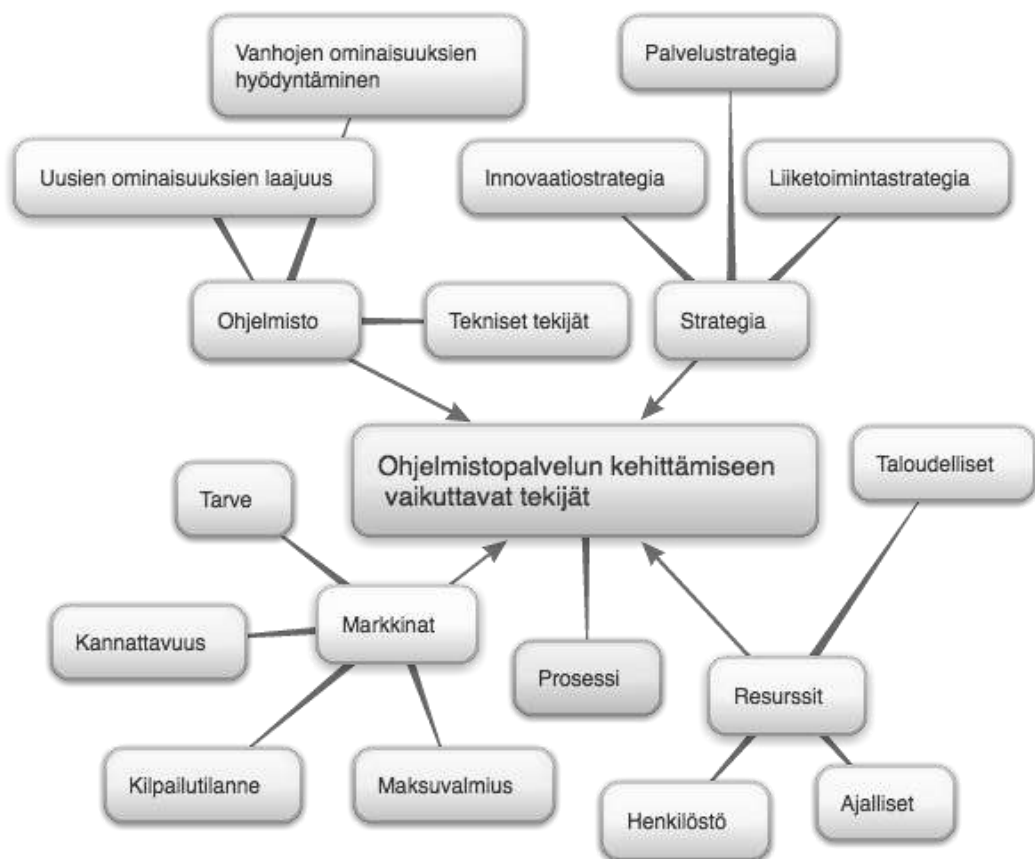 Vanhojen ominaisuuksien
hyödyntäminen
Palvelustrategia
Uusien ominaisuuksien laajuus
Innovaatiostrategia
Liiketoimintastrategia
Ohjelmisto
Tekniset tekijät
Strategia
Ohjelmistopalvelun kehittämiseen
vaikuttavat tekijät
Taloudelliset
Tarve
Markkinat
Kannattavuus
Prosessi
Resurssit
Kilpailutilanne
Maksuvalmius
Henkilöstö
Ajalliset